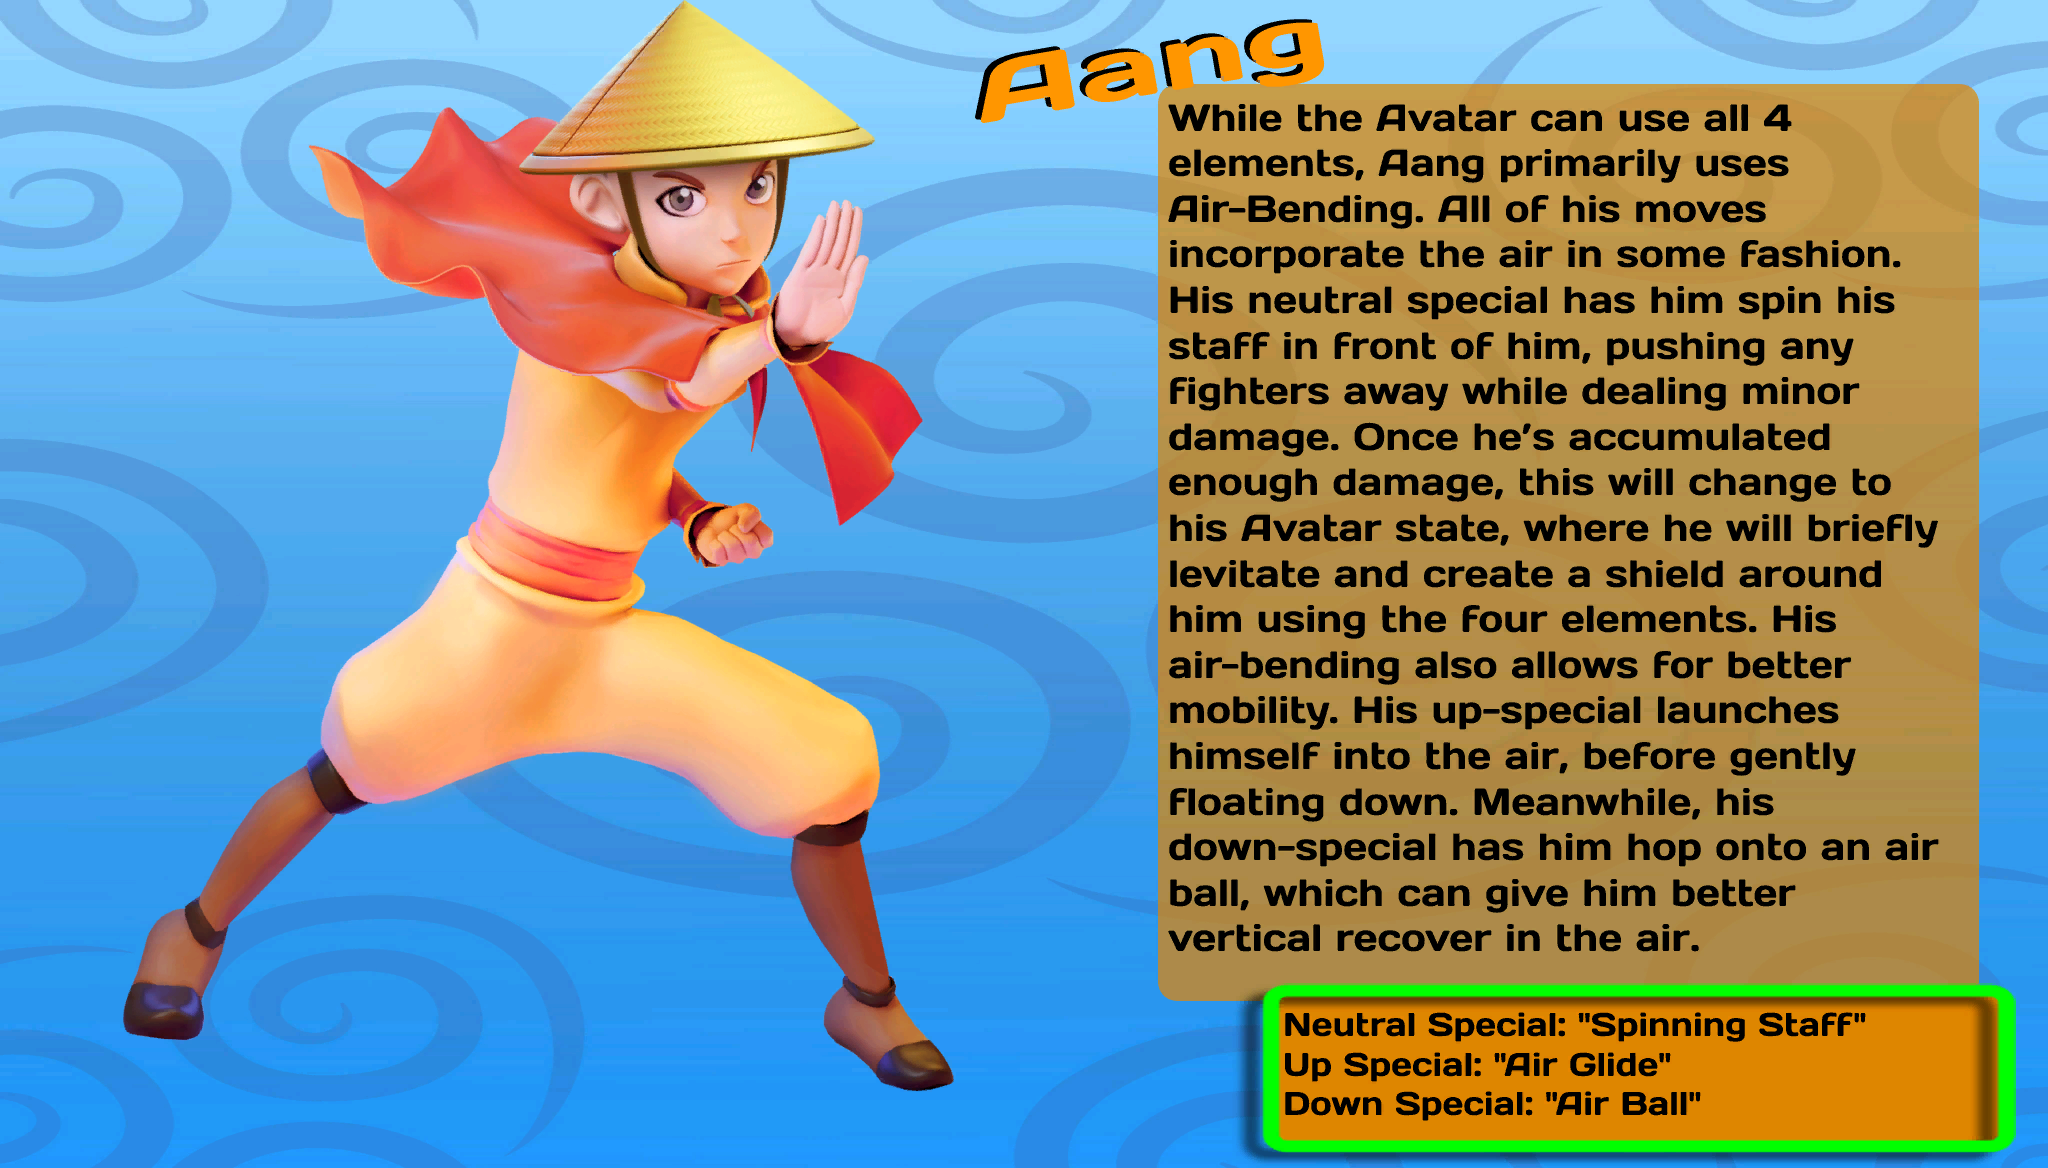 Aang
While the Avatar can use all 4
elements, Aang primarily uses
Air-Bending. All of his moves
incorporate the air in some fashion.
His neutral special has him spin his
staff in front of him, pushing any
fighters away while dealing minor
damage. Once he's accumulated
enough damage, this will change to
his Avatar state, where he will briefly
levitate and create a shield around
him using the four elements. His
air-bending also allows for better
mobility. His up-special launches
himself into the air, before gently
floating down. Meanwhile, his
down-special has him hop onto an air
ball, which can give him better
vertical recover in the air.
Neutral Special: "Spinning Staff"
Up Special: "Air Glide"
Down Special: "Air Ball"